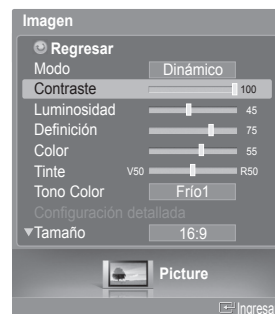 Imagen
Regresar
Modo Dinámico
Contraste 100
Luminosidad 45
Definición 75
Color 55
Tinte V50 R50
Tono Color Frío1
Configuración detallada
▼Tamaño 16:9
Picture
Ingresa